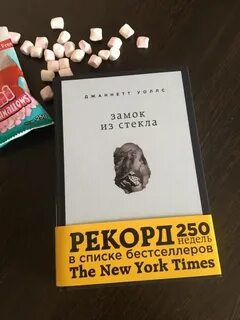 ДЖАННЕТТ УОЛЛС
ЗАМОК
ИЗ СТЕКЛА
РЕКОРД 250
НЕДЕЛЬ
в списке бестселлеров
The New York Times